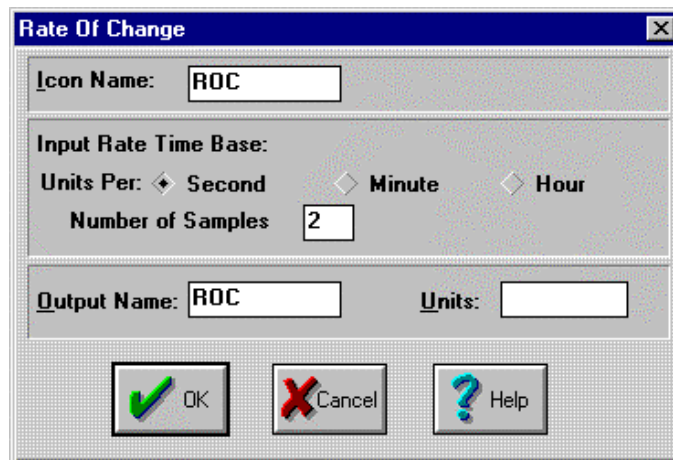 Rate Of Change
Icon Name: ROC
Input Rate Time Base:
Units Per: Second Minute Hour
Number of Samples 2
Output Name: ROC Units:
OK Cancel Help